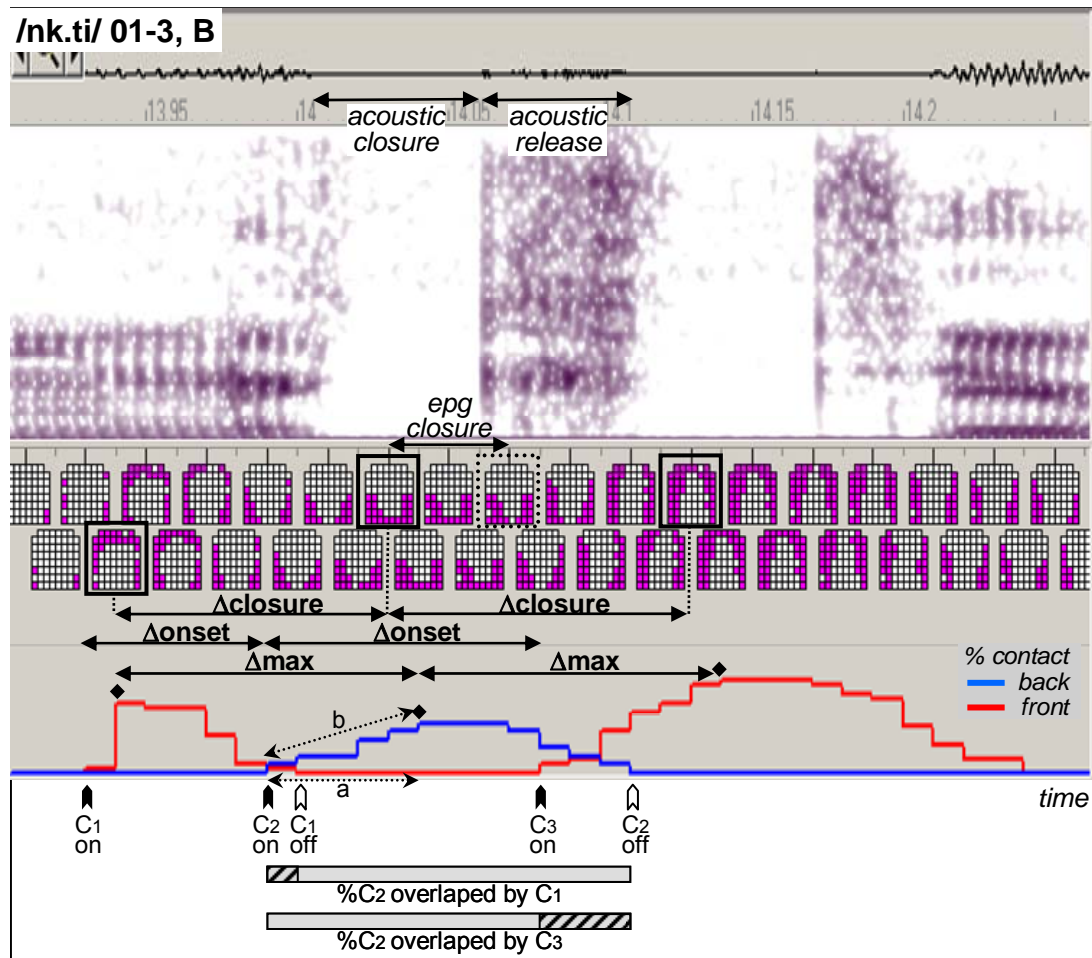 /nk.ti/ 01-3, B
13.95 14 14.05 14.1 14.15 14.2
acoustic closure
acoustic release
epg closure
Δclosure Δclosure
Δonset Δonset
Δmax Δmax
% contact
back
front
b
a
time
C1 on
C2 on
C1 off
C3 on
C2 off
%C2 overlaped by C1
%C2 overlaped by C3